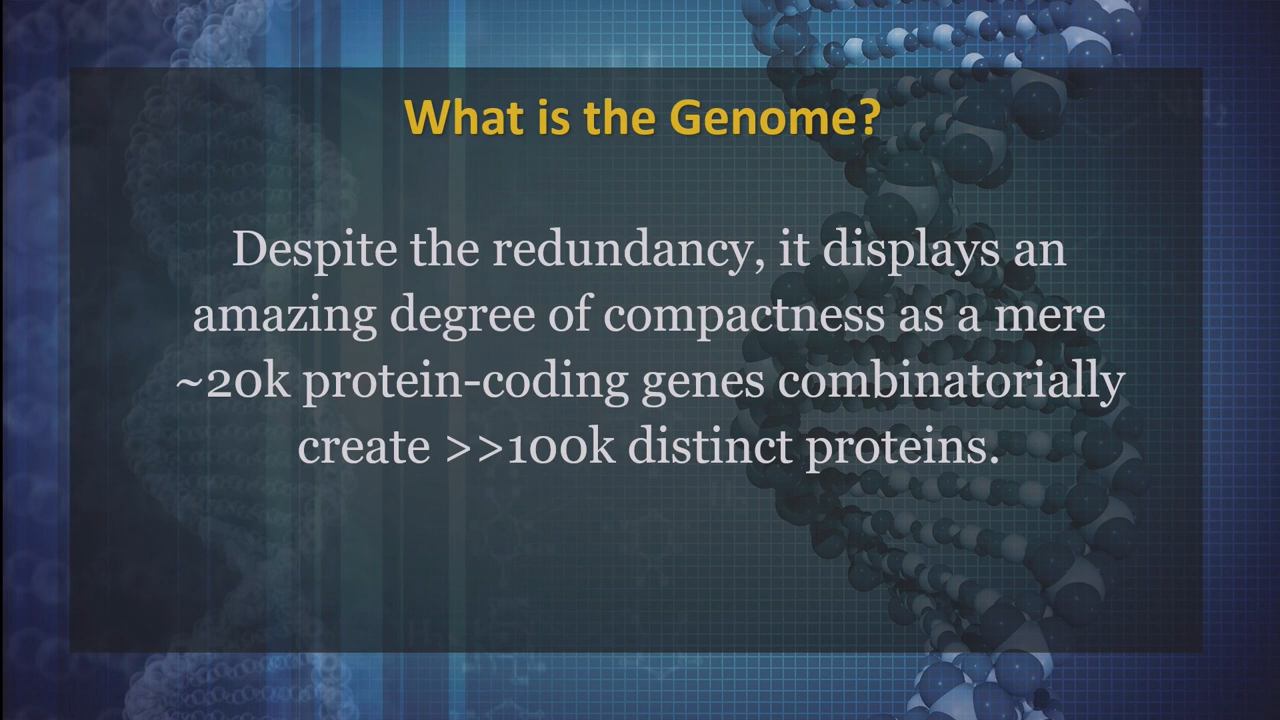 What is the Genome?
Despite the redundancy, it displays an
amazing degree of compactness as a mere
~20k protein-coding genes combinatorially
create >>100k distinct proteins.